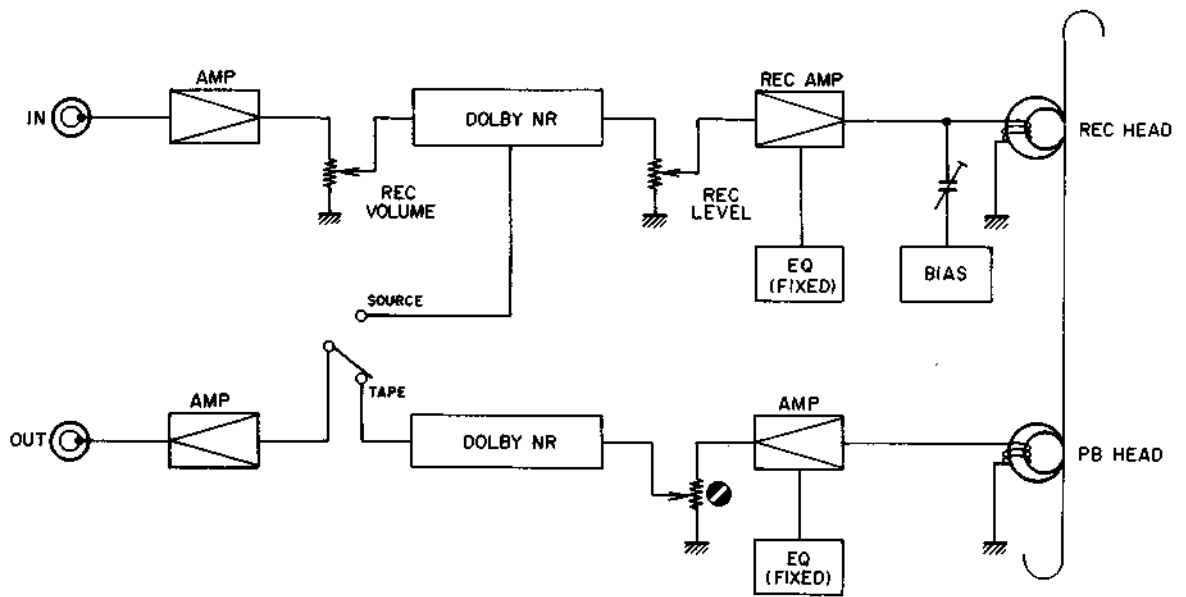 AMP
REC AMP
IN
DOLBY NR
REC HEAD
REC
VOLUME
REC
LEVEL
EQ
(FIXED)
BIAS
SOURCE
TAPE
AMP
AMP
OUT
DOLBY NR
PB HEAD
EQ
(FIXED)